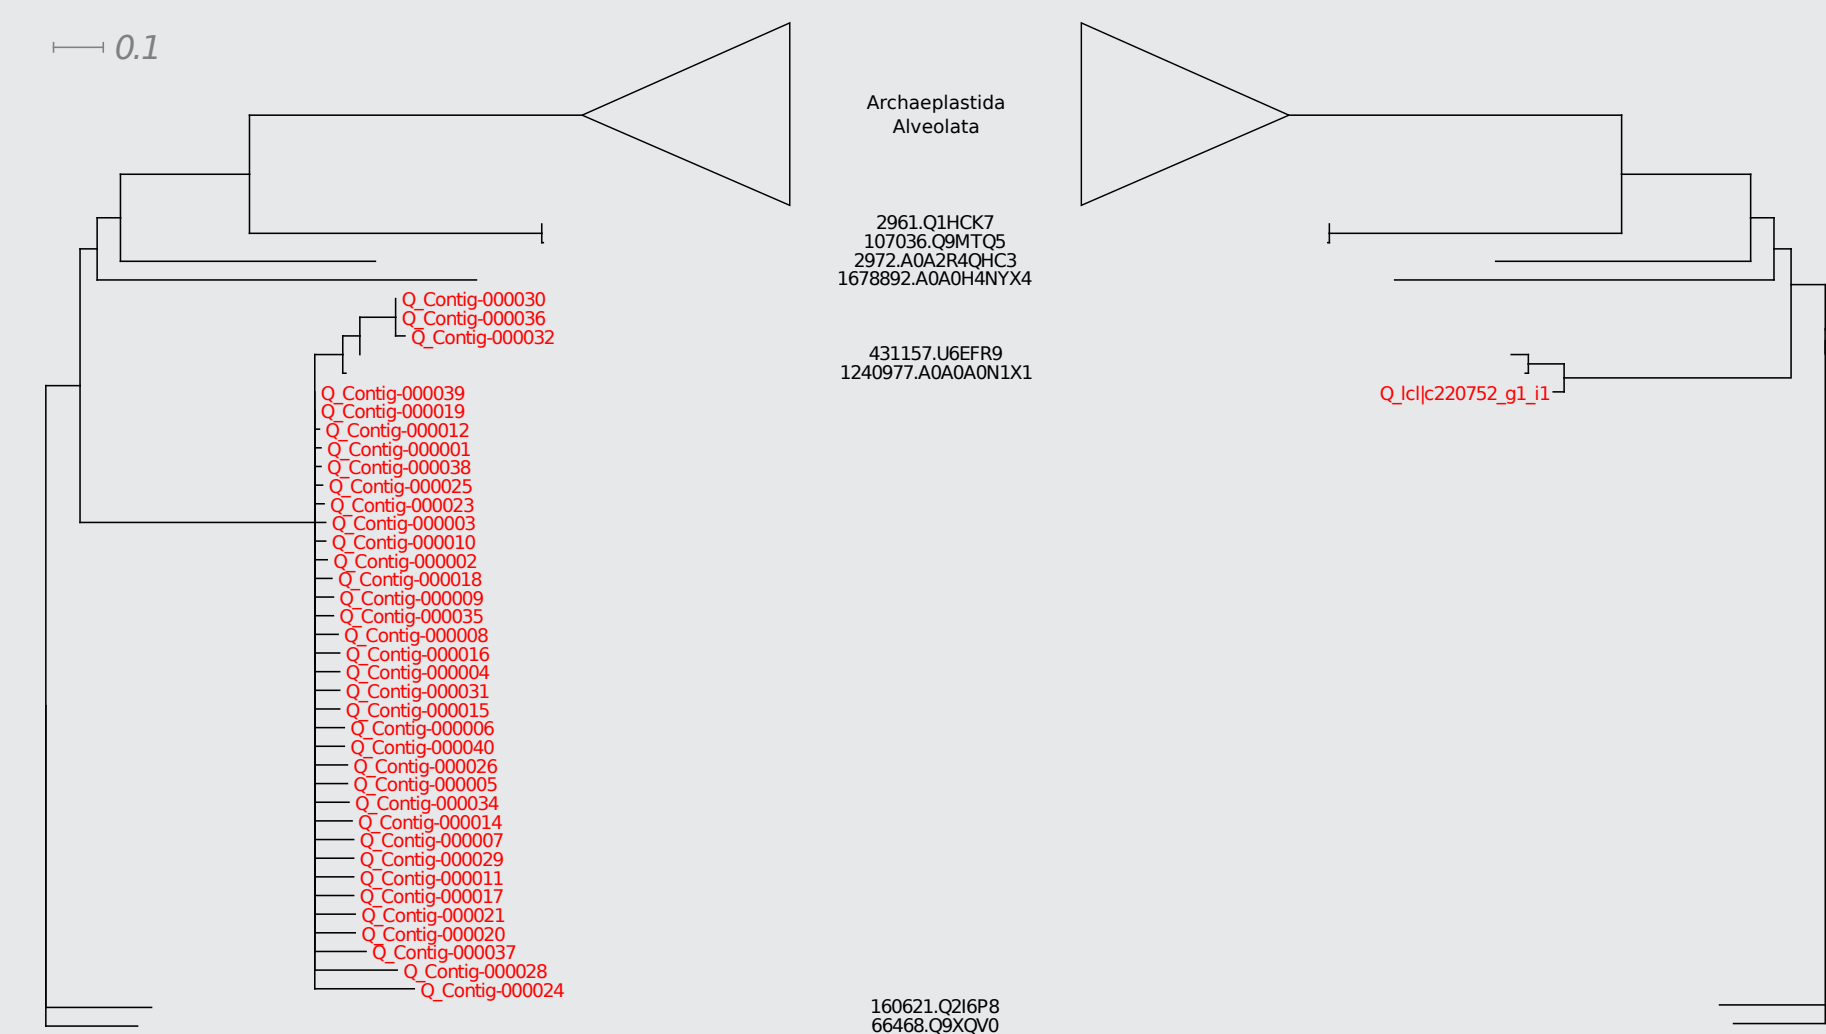 0.1
Archaeplastida
Alveolata
2961.Q1HCK7
107036.Q9MTQ5
2972.A0A2R4QHC3
1678892.A0A0H4NYX4
Q_Contig-000030
Q_Contig-000036
Q_Contig-000032
431157.U6EFR9
1240977.A0A0A0N1X1
Q_Contig-000039 Q_lcl|c220752_g1_i1
Q_Contig-000019
Q_Contig-000012
Q_Contig-000001
Q_Contig-000038
Q_Contig-000025
Q_Contig-000023
Q_Contig-000003
Q_Contig-000010
Q_Contig-000002
Q_Contig-000018
Q_Contig-000009
Q_Contig-000035
Q_Contig-000008
Q_Contig-000016
Q_Contig-000004
Q_Contig-000031
Q_Contig-000015
Q_Contig-000006
Q_Contig-000040
Q_Contig-000026
Q_Contig-000005
Q_Contig-000034
Q_Contig-000014
Q_Contig-000007
Q_Contig-000029
Q_Contig-000011
Q_Contig-000017
Q_Contig-000021
Q_Contig-000020
Q_Contig-000037
Q_Contig-000028
Q_Contig-000024
160621.Q2I6P8
66468.Q9XQV0